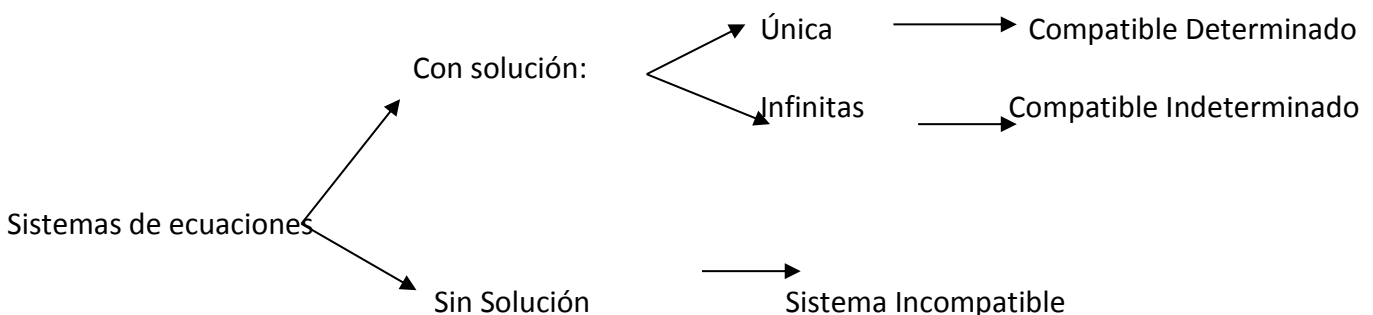 Única Compatible Determinado
Con solución:
Infinitas Compatible Indeterminado
Sistemas de ecuaciones
Sin Solución Sistema Incompatible